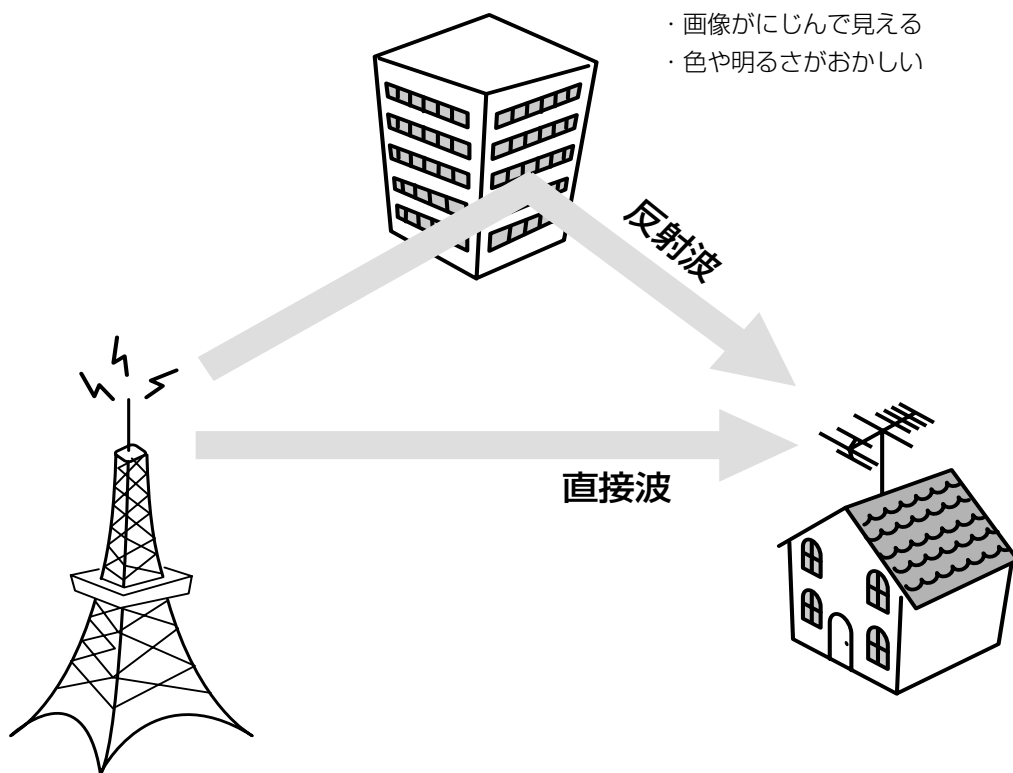 ・画像がにじんで見える
・色や明るさがおかしい
反射波
直接波